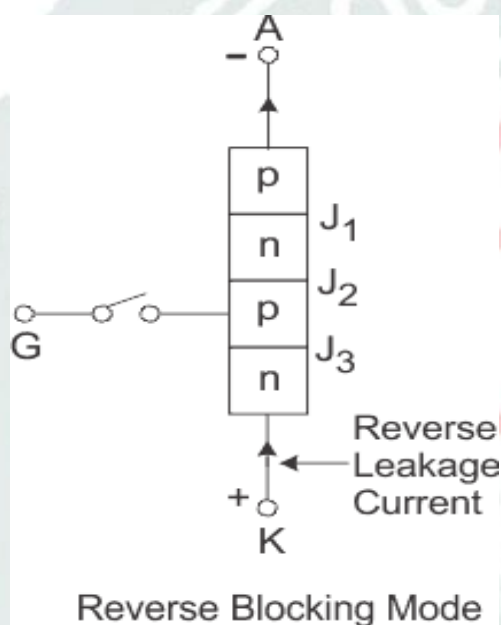 A
-
p
J1
n
J2
p
G
J3
n
Reverse
Leakage
Current
+
K
Reverse Blocking Mode